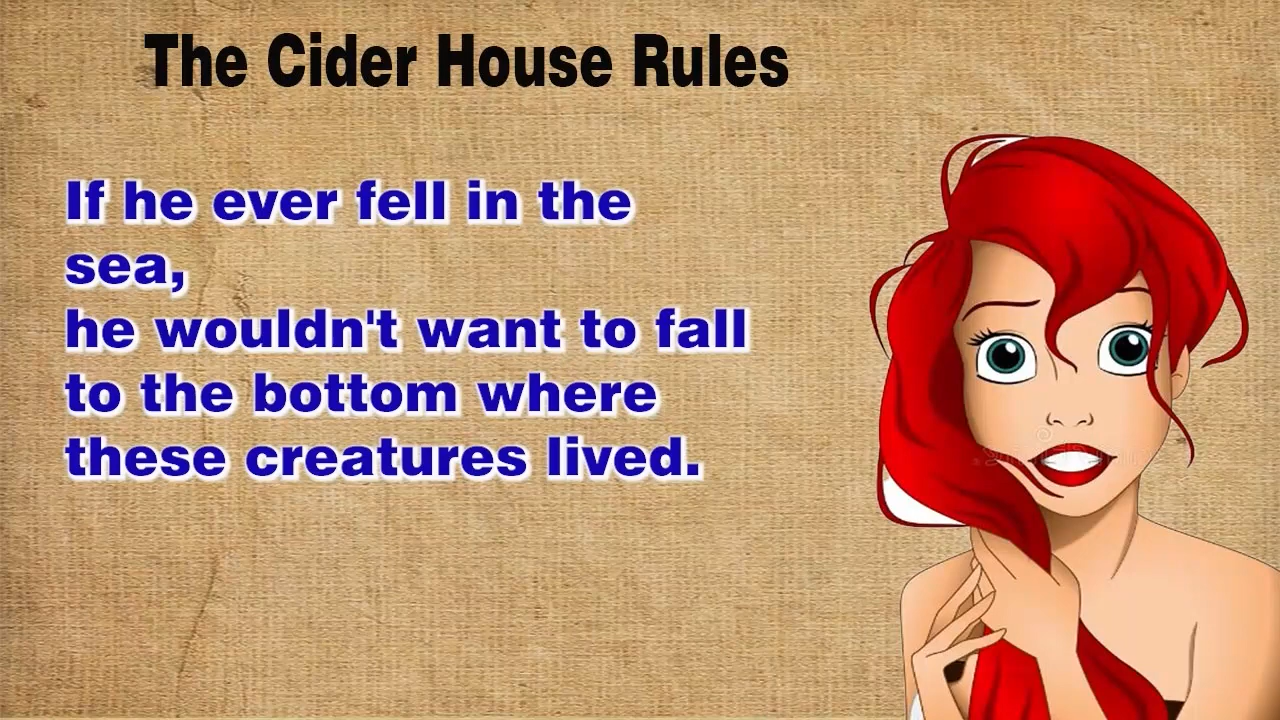 The Cider House Rules
If he ever fell in the
sea,
he wouldn't want to fall
to the bottom where
these creatures lived.